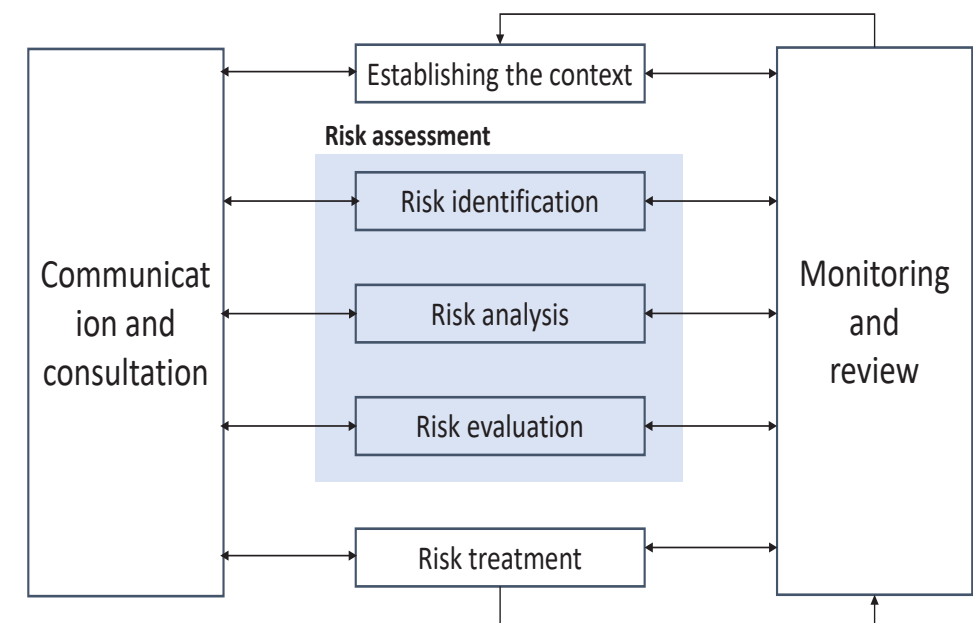 Establishing the context
Risk assessment
Risk identification
Communicat
ion and
consultation
Risk analysis
Monitoring
and
review
Risk evaluation
Risk treatment